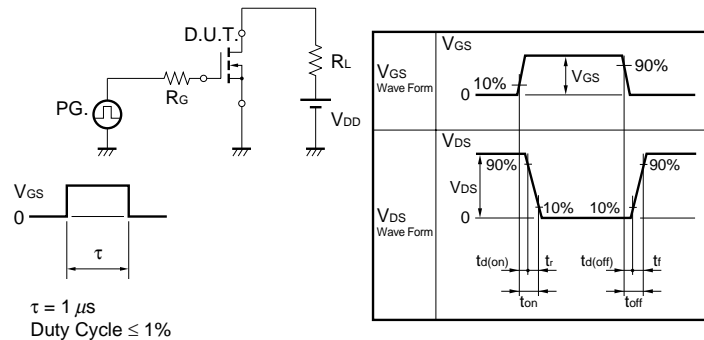 D.U.T.
RL
RG
PG.
VDD
VGS
0
τ
τ = 1 μs
Duty Cycle ≤ 1%
VGS
Wave Form
VGS
10%
0
VGS
90%
VDS
Wave Form
VDS
90%
VDS
0
10%
10%
90%
td(on)
tr
td(off)
tf
ton
toff